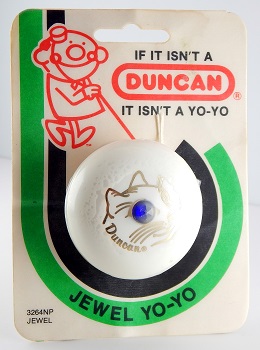 IF IT ISN'T A
DUNCAN®
IT ISN'T A YO-YO
Duncan®
JEWEL YO-YO
3264NP
JEWEL